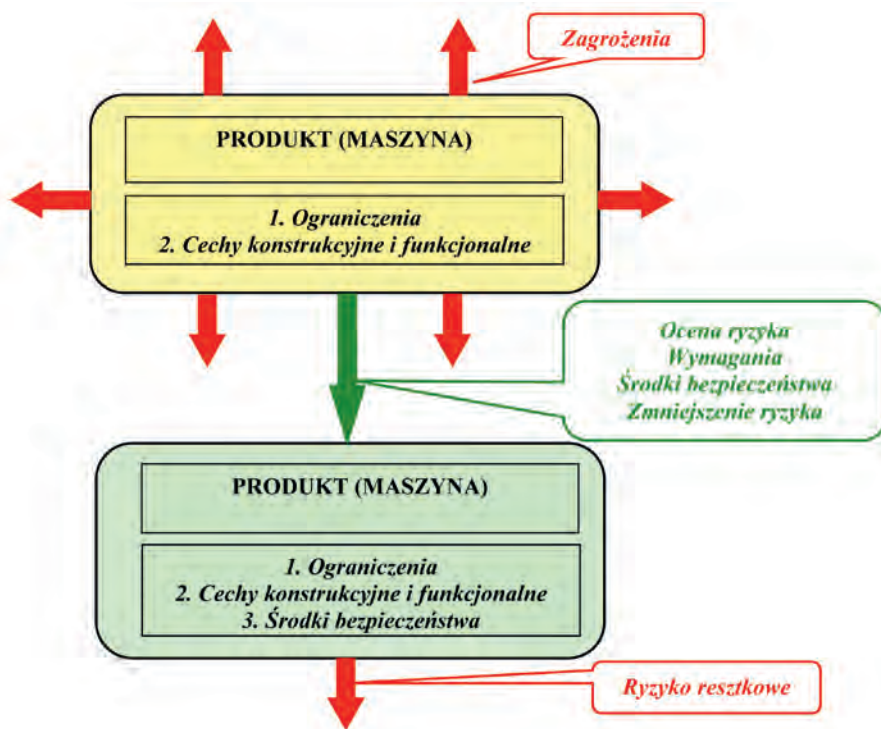 Zagrożenia
PRODUKT (MASZYNA)
1. Ograniczenia
2. Cechy konstrukcyjne i funkcjonalne
Ocena ryzyka
Wymagania
Środki bezpieczeństwa
Zmniejszenie ryzyka
PRODUKT (MASZYNA)
1. Ograniczenia
2. Cechy konstrukcyjne i funkcjonalne
3. Środki bezpieczeństwa
Ryzyko resztkowe